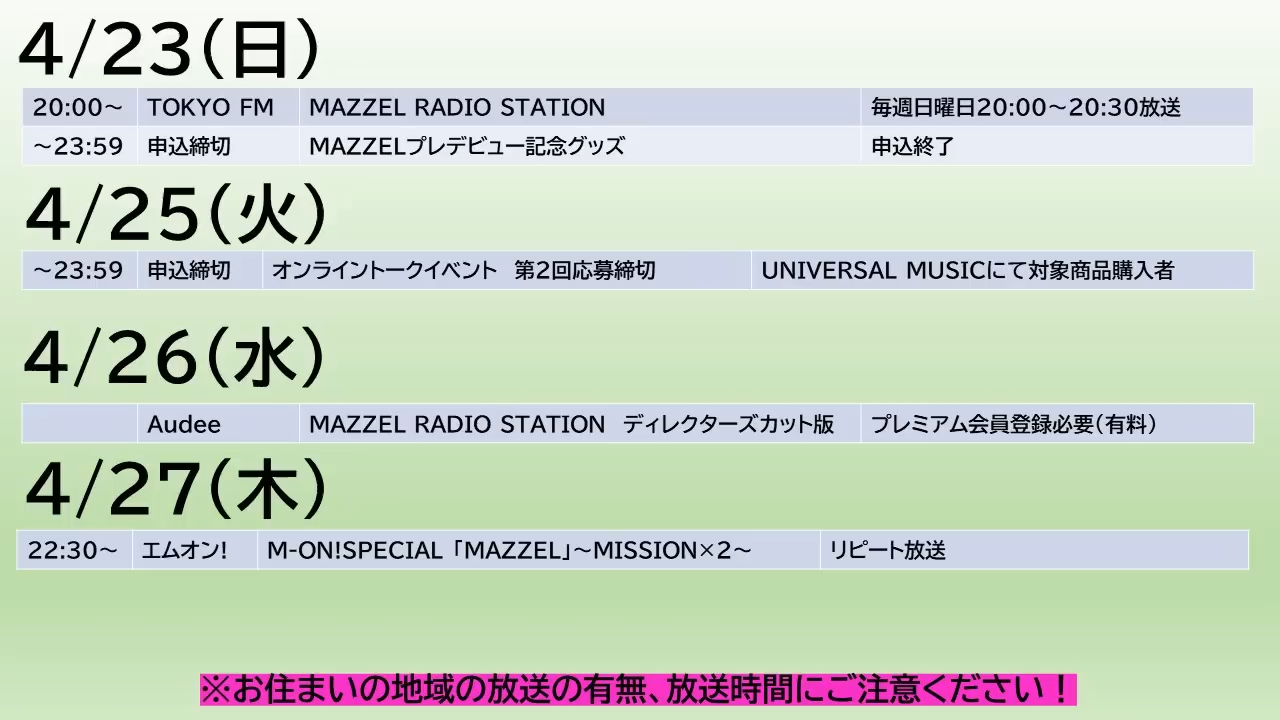 4/23(日)
20:00～ TOKYO FM MAZZEL RADIO STATION 毎週日曜日20:00～20:30放送
～23:59 申込締切 MAZZELプレデビュー記念グッズ 申込終了
4/25(火)
～23:59 申込締切 オンライントークイベント　第2回応募締切 UNIVERSAL MUSICにて対象商品購入者
4/26(水)
Audee MAZZEL RADIO STATION　ディレクターズカット版 プレミアム会員登録必要(有料)
4/27(木)
22:30～ エムオン! M-ON!SPECIAL 「MAZZEL」～MISSION×2～ リピート放送
※お住まいの地域の放送の有無、放送時間にご注意ください！